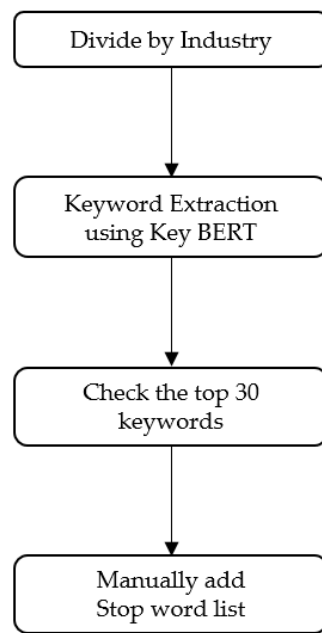 Divide by Industry
Keyword Extraction
using Key BERT
Check the top 30
keywords
Manually add
Stop word list